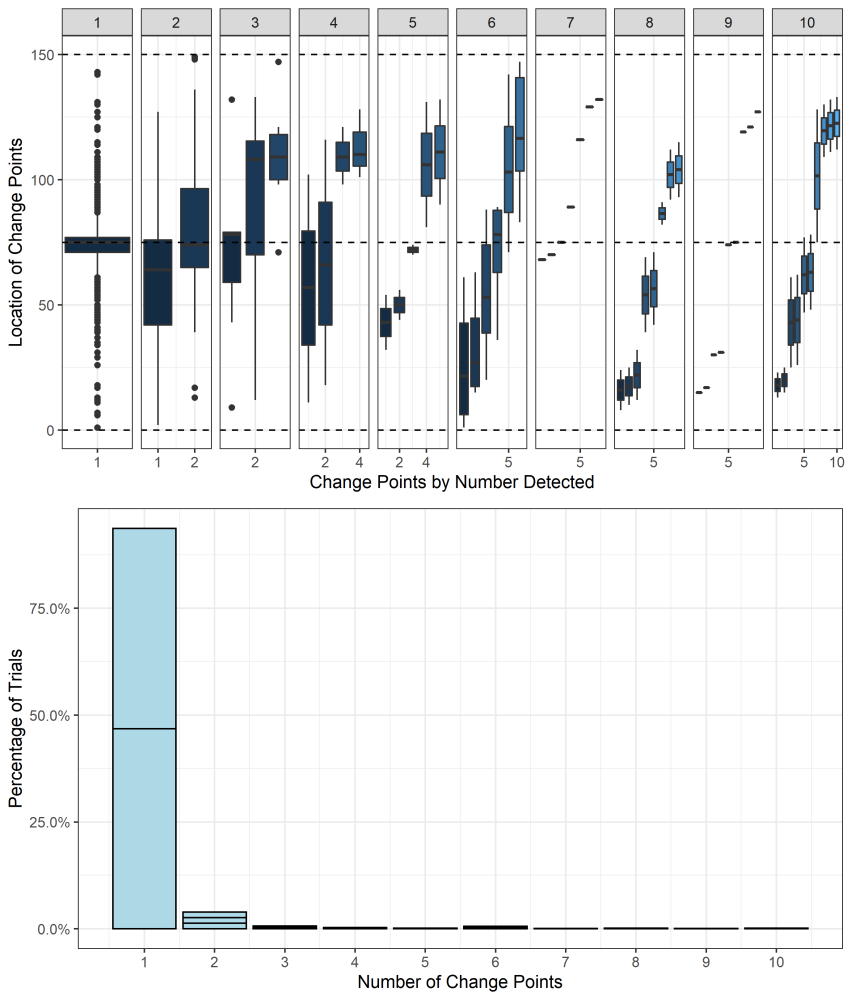 1 2 3 4 5 6 7 8 9 10
Location of Change Points
150
100
50
0
1 1 2 2 2 4 2 4 5 5 5 5 5 10
Change Points by Number Detected
Percentage of Trials
75.0%
50.0%
25.0%
0.0%
1 2 3 4 5 6 7 8 9 10
Number of Change Points